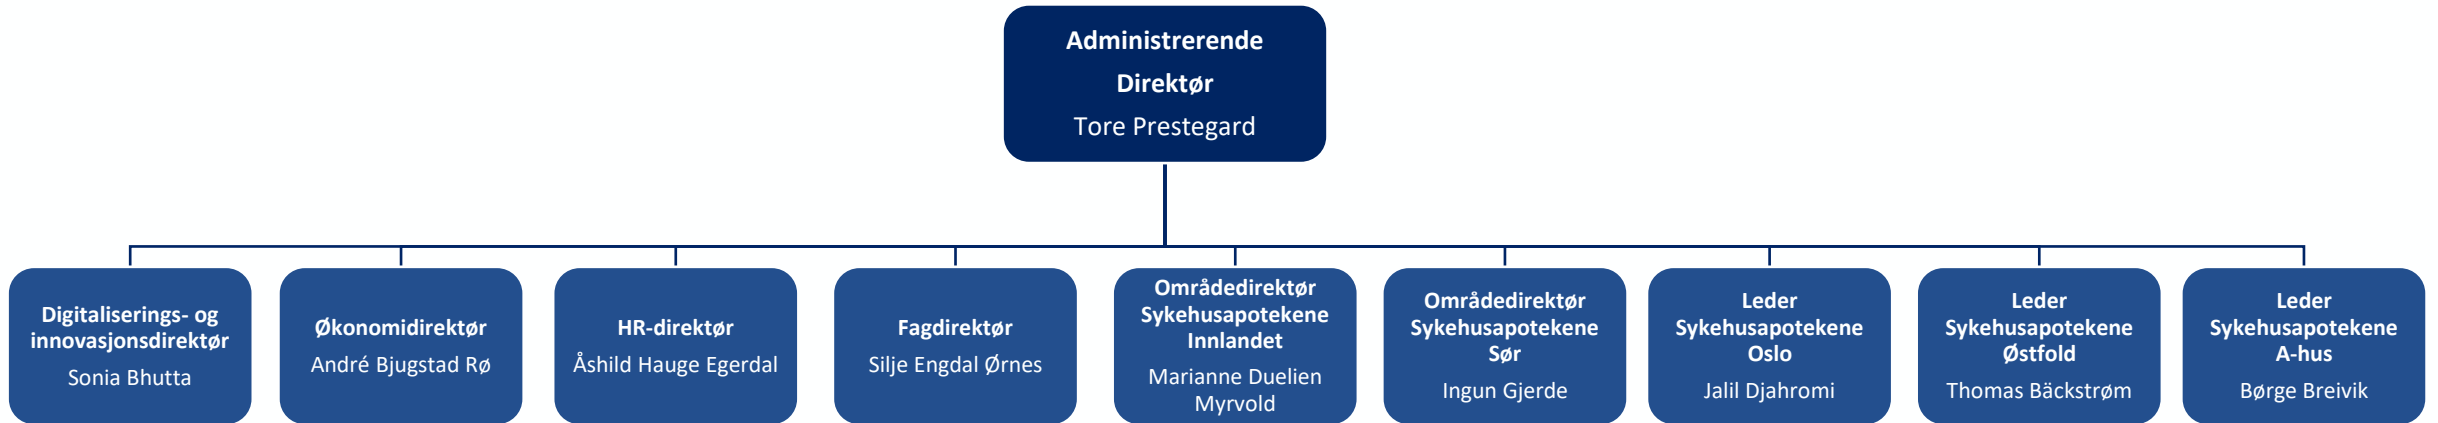 Administrerende
Direktør
Tore Prestegard
Digitaliserings- og
innovasjonsdirektør
Sonia Bhutta
Økonomidirektør
André Bjugstad Rø
HR-direktør
Åshild Hauge Egerdal
Fagdirektør
Silje Engdal Ørnes
Områdedirektør
Sykehusapotekene
Innlandet
Marianne Duelien
Myrvold
Områdedirektør
Sykehusapotekene
Sør
Ingun Gjerde
Leder
Sykehusapotekene
Oslo
Jalil Djahromi
Leder
Sykehusapotekene
Østfold
Thomas Bäckstrøm
Leder
Sykehusapotekene
A-hus
Børge Breivik